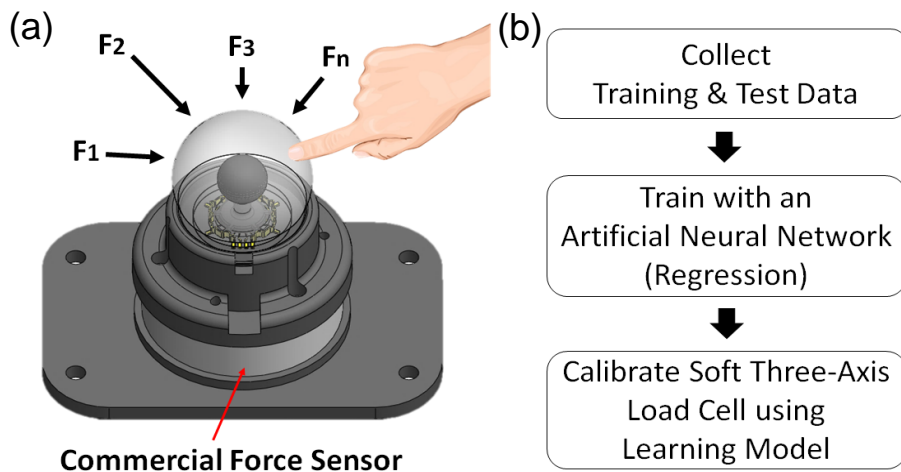 (a)
F1
F2
F3
Fn
Commercial Force Sensor
(b)
Collect
Training & Test Data
Train with an
Artificial Neural Network
(Regression)
Calibrate Soft Three-Axis
Load Cell using
Learning Model